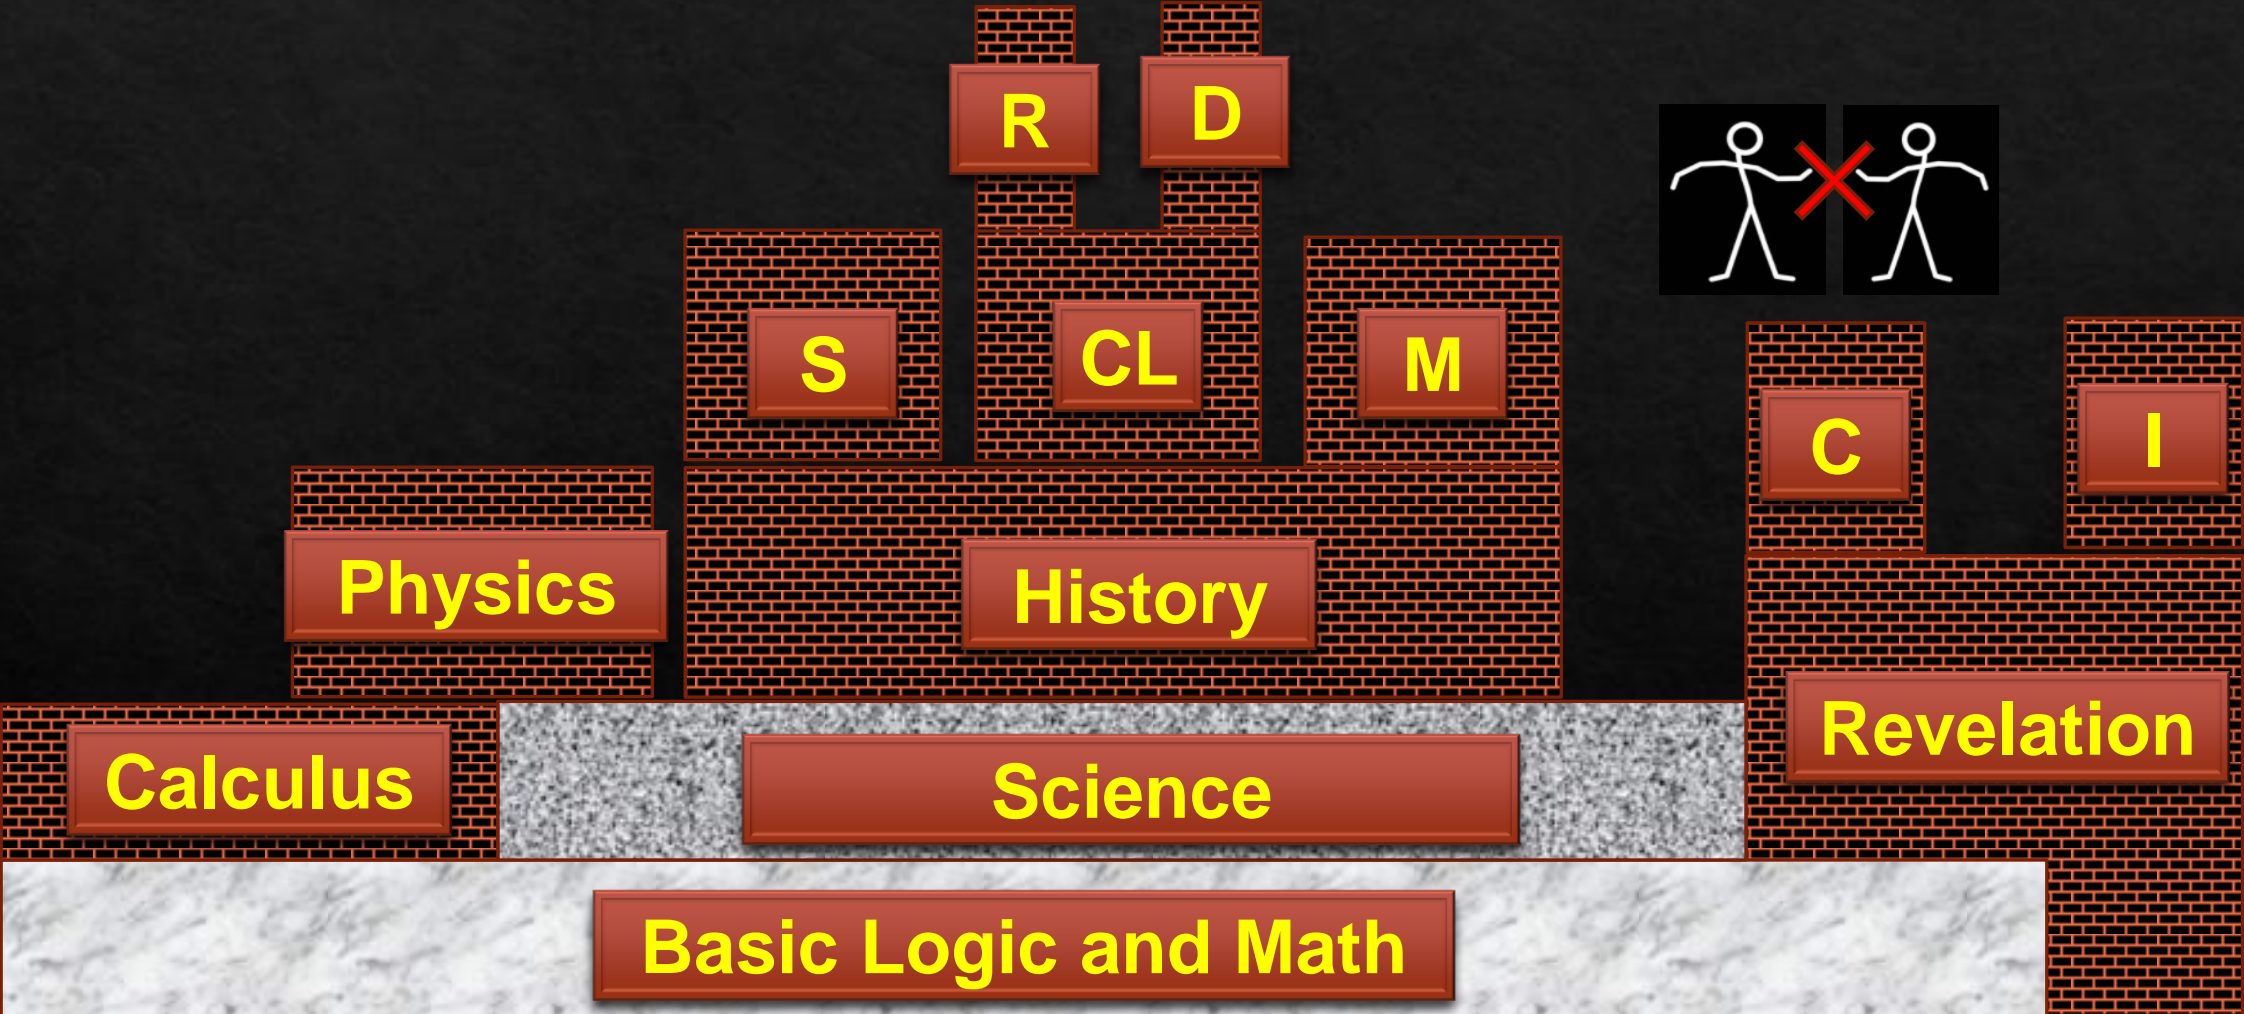 R
D
S
CL
M
C
I
Physics
History
Revelation
Calculus
Science
Basic Logic and Math